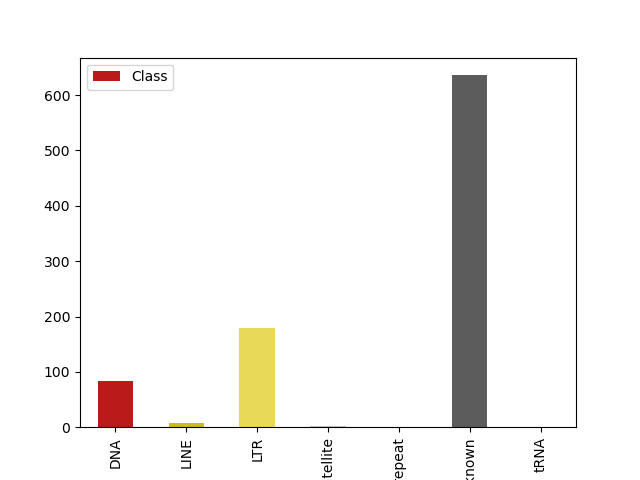 Class
600
500
400
300
200
100
0
DNA
LINE
LTR
tellite
repeat
known
tRNA